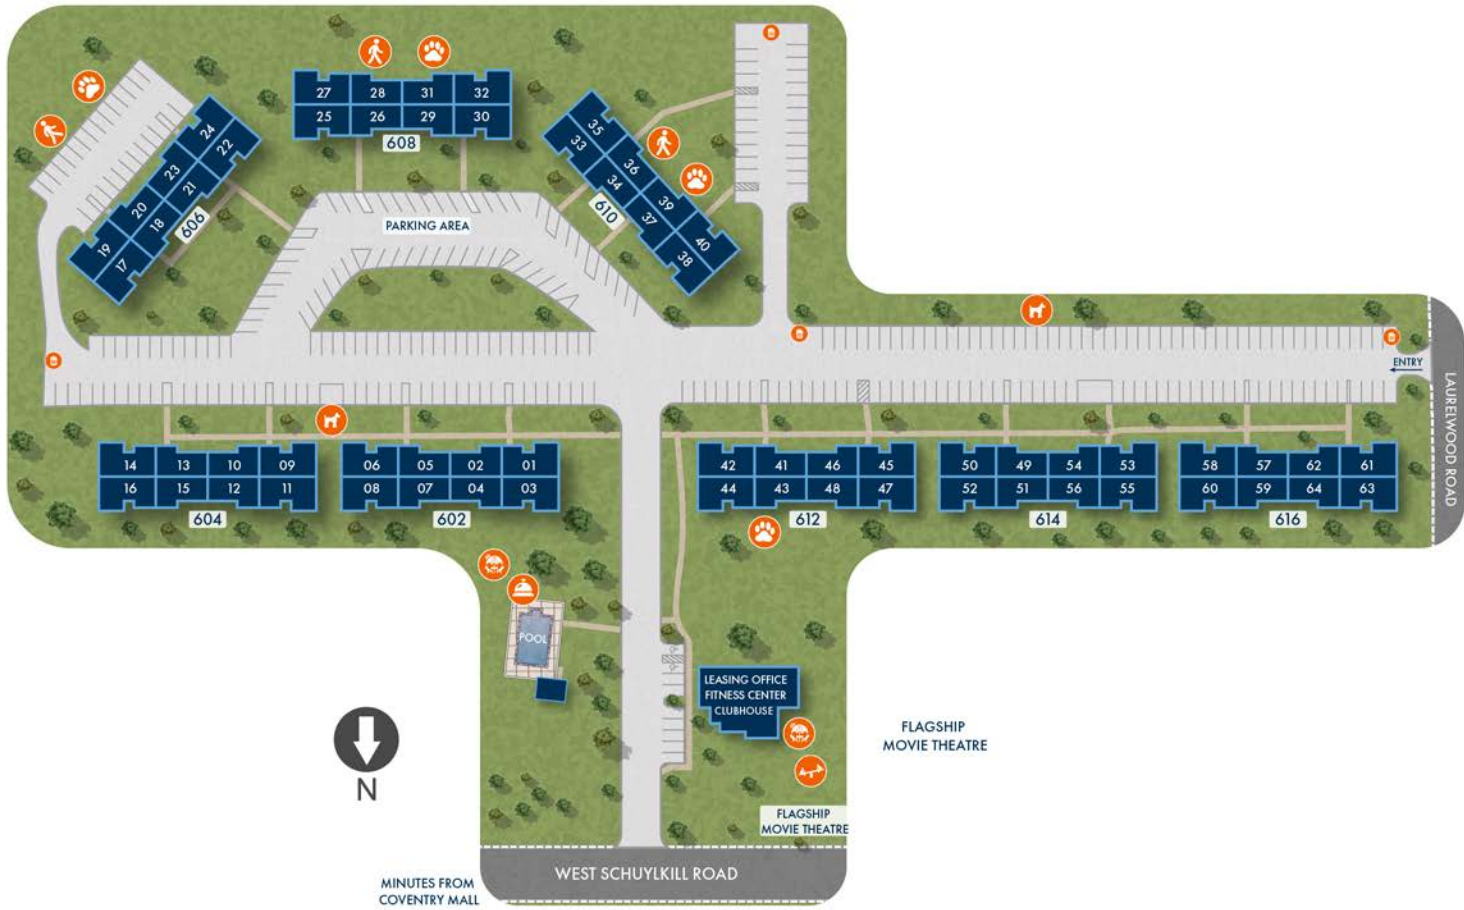 27 28 31 32
25 26 29 30
608
24
22
23
21
20
18
19
17
606
35
33
36
34
39
37
40
38
610
PARKING AREA
ENTRY
LAURELWOOD ROAD
14 13 10 09
16 15 12 11
604
06 05 02 01
08 07 04 03
602
42 41 46 45
44 43 48 47
612
50 49 54 53
52 51 56 55
614
58 57 62 61
60 59 64 63
616
POOL
LEASING OFFICE
FITNESS CENTER
CLUBHOUSE
FLAGSHIP
MOVIE THEATRE
N
FLAGSHIP
MOVIE THEATRE
WEST SCHUYLKILL ROAD
MINUTES FROM
COVENTRY MALL